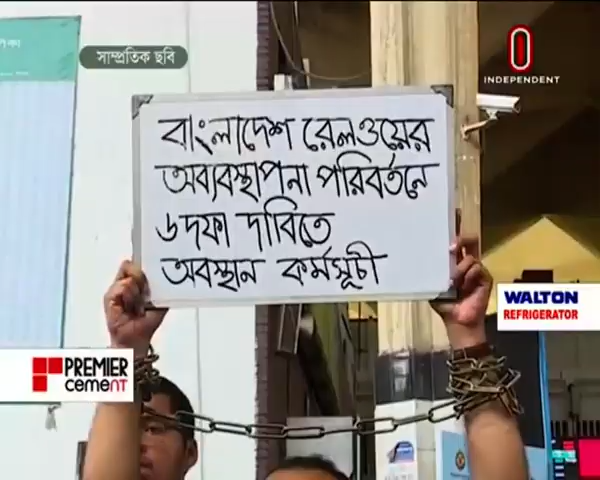 সাম্প্রতিক ছবি
INDEPENDENT
বাংলাদেশ রেলওয়ের
অব্যবস্থাপনা পরিবর্তনে
৬ দফা দাবিতে
অবস্থান কর্মসূচী
WALTON
REFRIGERATOR
PREMIER
cement